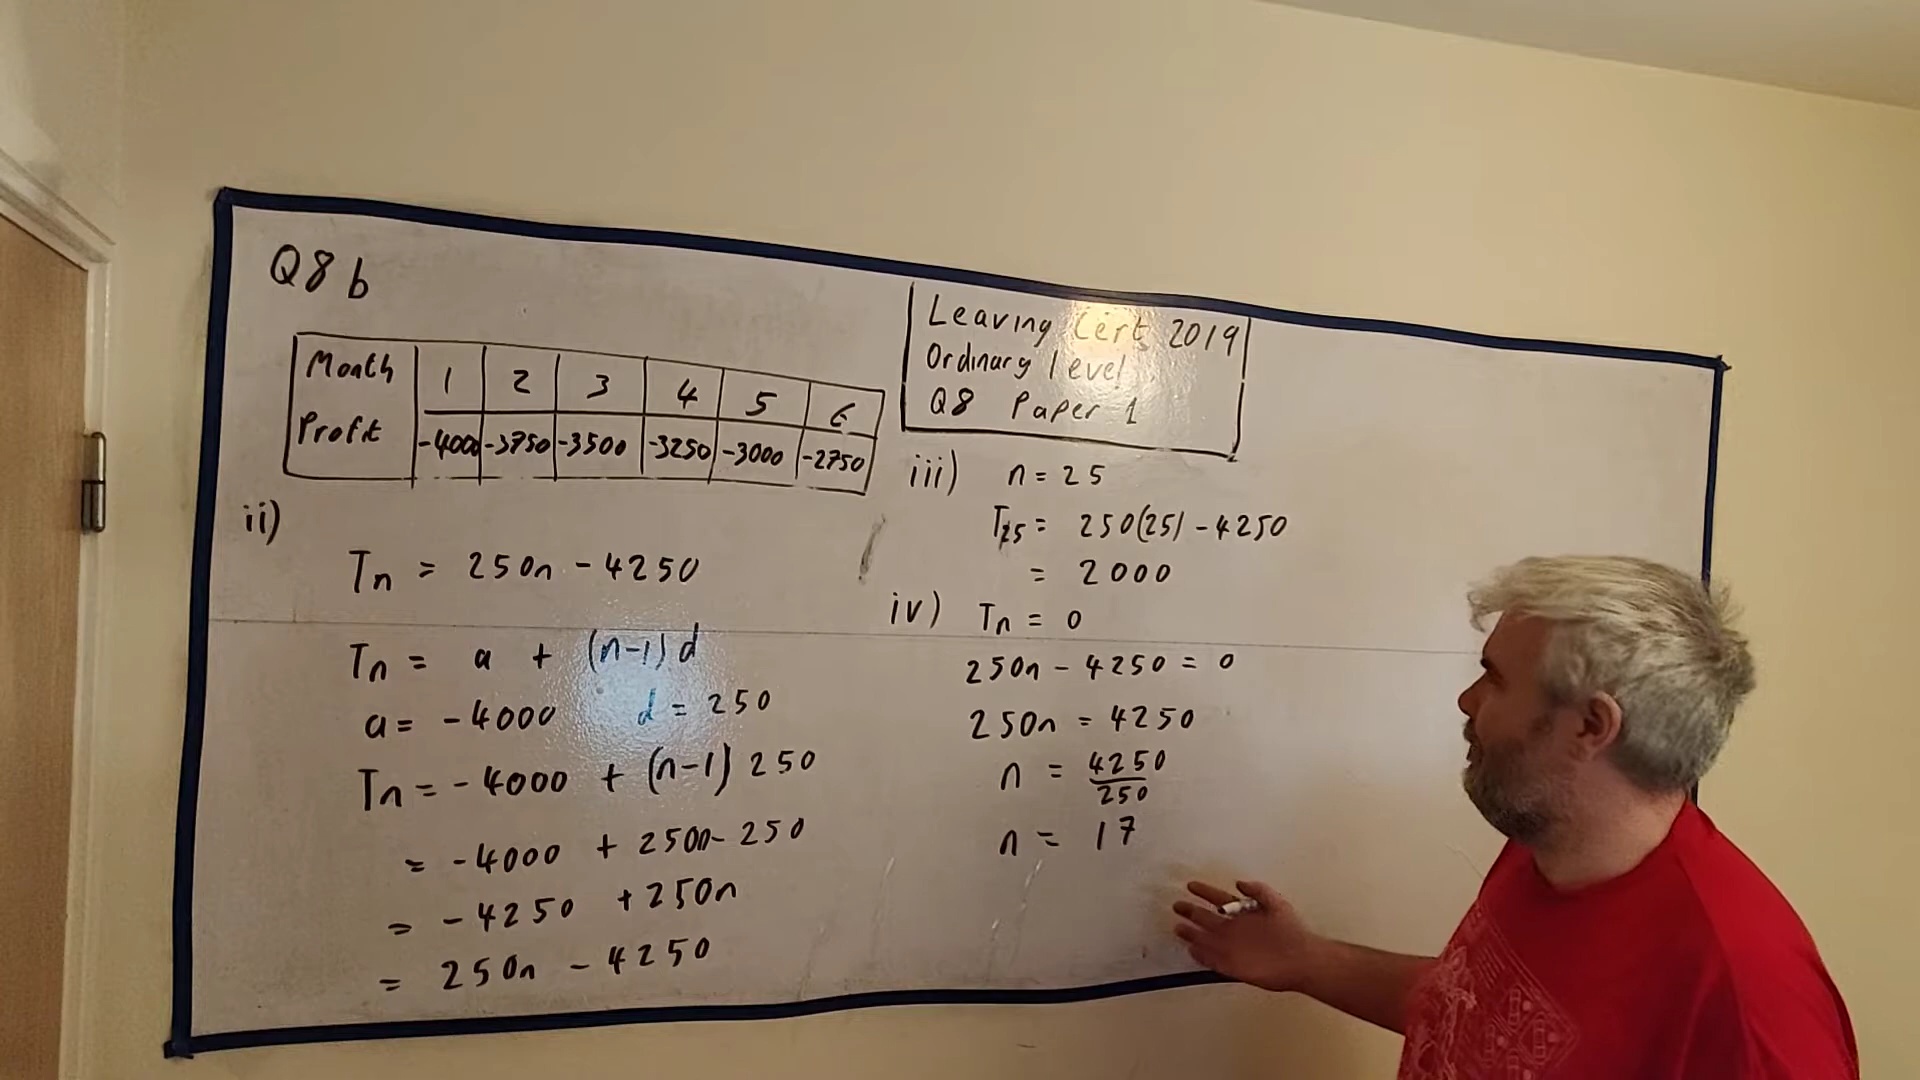 Q8 b
Month 1 2 3 4 5 6
Profit -4000 -3750 -3500 -3250 -3000 -2750
ii)
Tn = 250n - 4250
Tn = a + (n-1) d
a = -4000 d = 250
Tn = -4000 + (n-1) 250
= -4000 + 250n - 250
= -4250 + 250n
= 250n - 4250
Leaving Cert 2019
Ordinary level
Q8 Paper 1
iii) n = 25
T25 = 250(25) - 4250
= 2000
iv) Tn = 0
250n - 4250 = 0
250n = 4250
n = 4250
250
n = 17